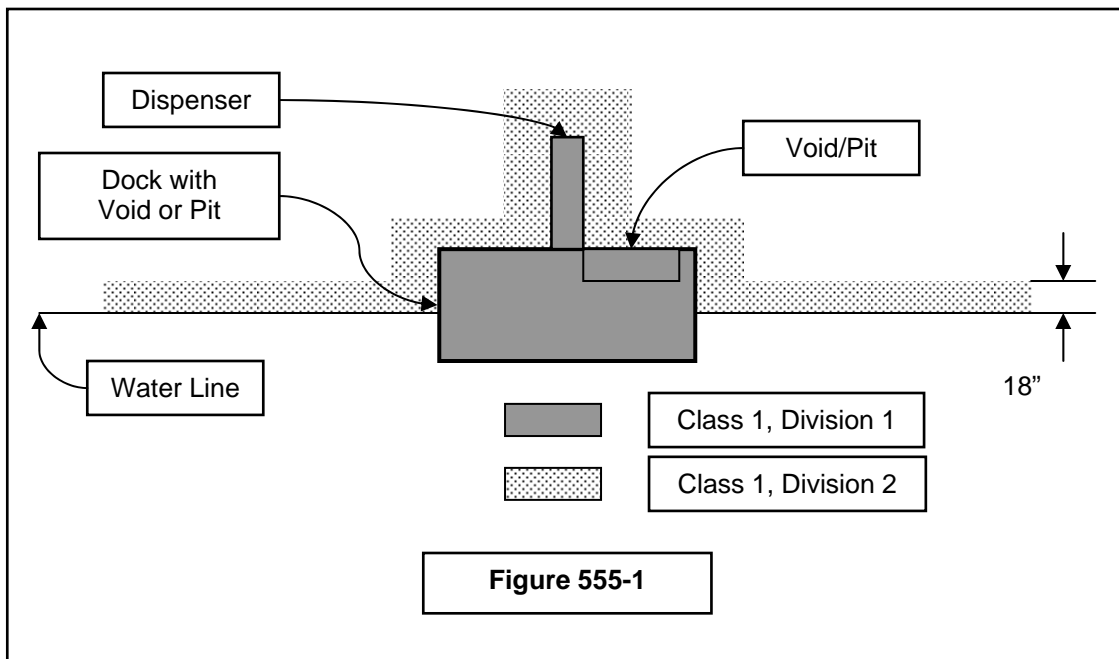 Dispenser
Void/Pit
Dock with
Void or Pit
Water Line
18”
Class 1, Division 1
Class 1, Division 2
Figure 555-1